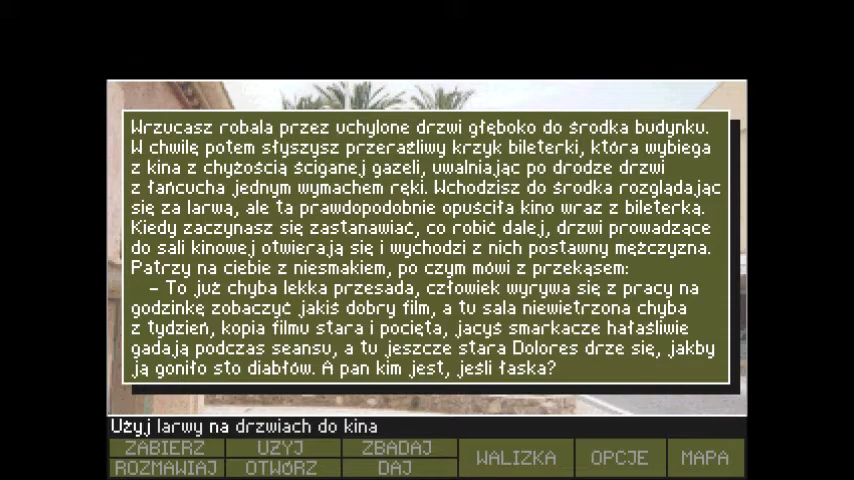 Wrzucasz robala przez uchylone drzwi głęboko do środka budynku.
W chwilę potem słyszysz przeraźliwy krzyk bileterki, która wybiega
z kina z chyżością ściganej gazeli, uwalniając po drodze drzwi
z łańcucha jednym wymachem ręki. Wchodzisz do środka rozglądając
się za larwą, ale ta prawdopodobnie opuściła kino wraz z bileterką.
Kiedy zaczynasz się zastanawiać, co robić dalej, drzwi prowadzące
do sali kinowej otwierają się i wychodzi z nich postawny mężczyzna.
Patrzy na ciebie z niesmakiem, po czym mówi z przekąsem:
– To już chyba lekka przesada, człowiek wyrywa się z pracy na
godzinkę zobaczyć jakiś dobry film, a tu sala niewietrzona chyba
z tydzień, kopia filmu stara i pocięta, jacyś smarkacze hałaśliwie
gadają podczas seansu, a tu jeszcze stara Dolores drze się, jakby
ją goniło sto diabłów. A pan kim jest, jeśli łaska?
Użyj larwy na drzwiach do kina
ZABIERZ UŻYJ ZBADAJ
ROZMAWIAJ OTWÓRZ DAJ
WALIZKA OPCJE MAPA